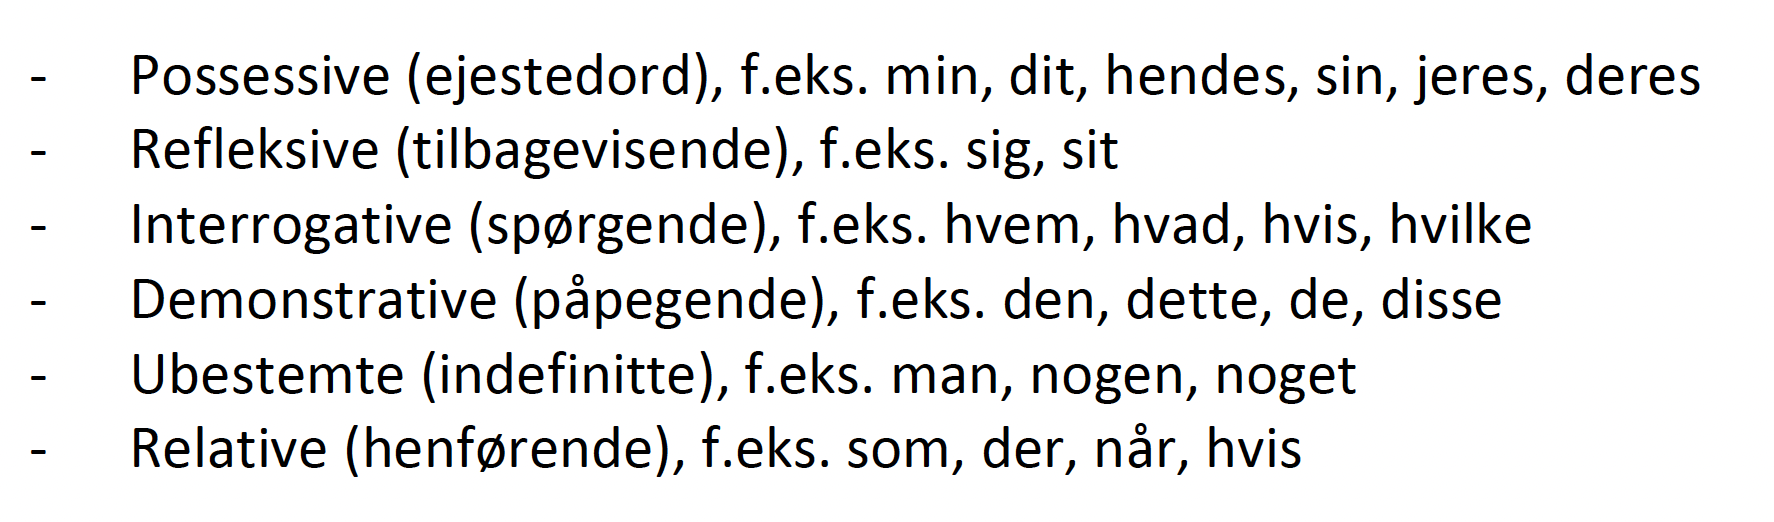 - Possessive (ejestedord), f.eks. min, dit, hendes, sin, jeres, deres
- Refleksive (tilbagevisende), f.eks. sig, sit
- Interrogative (spørgende), f.eks. hvem, hvad, hvis, hvilke
- Demonstrative (påpegende), f.eks. den, dette, de, disse
- Ubestemte (indefinitte), f.eks. man, nogen, noget
- Relative (henførende), f.eks. som, der, når, hvis